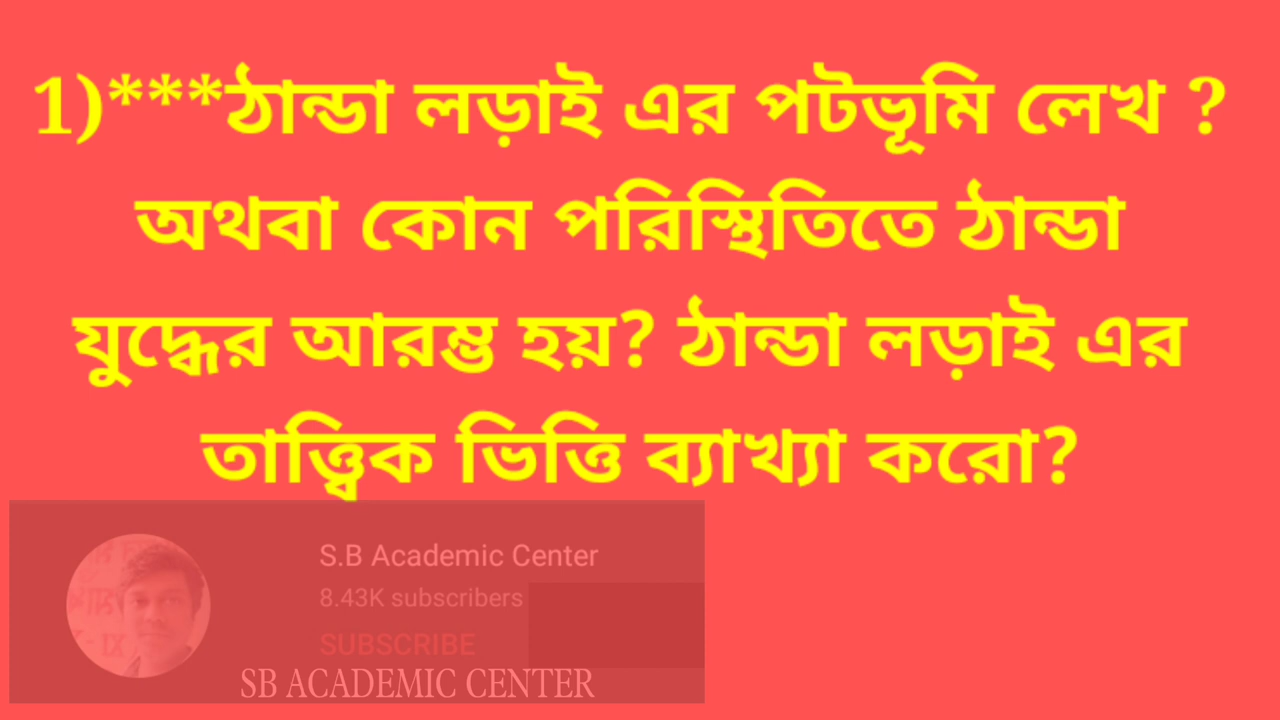 1)***ঠান্ডা লড়াই এর পটভূমি লেখ ?
অথবা কোন পরিস্থিতিতে ঠান্ডা
যুদ্ধের আরম্ভ হয়? ঠান্ডা লড়াই এর
তাত্ত্বিক ভিত্তি ব্যাখ্যা করো?
S.B Academic Center
8.43K subscribers
SUBSCRIBE
SB ACADEMIC CENTER